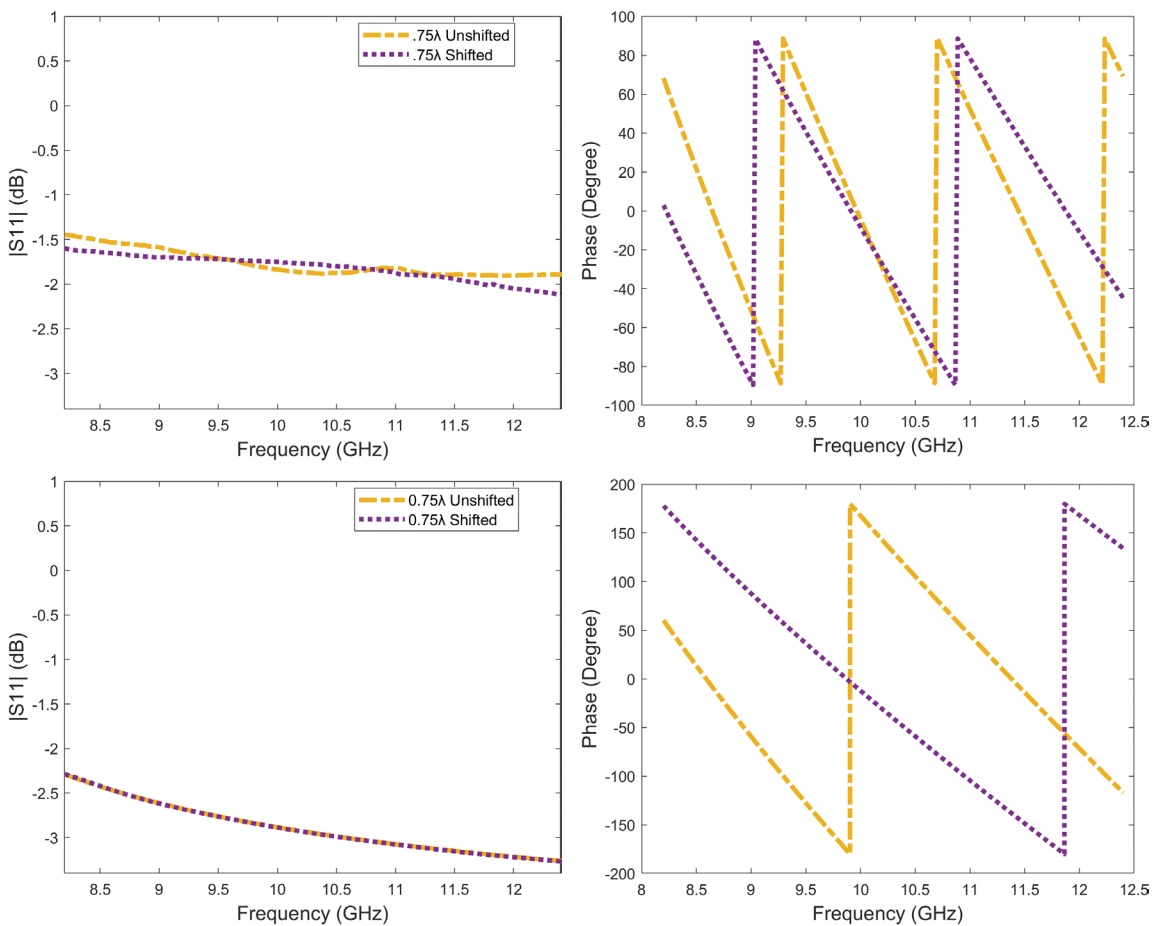 1
0.5
0
-0.5
-1
-1.5
-2
-2.5
-3
|S11| (dB)
8.5 9 9.5 10 10.5 11 11.5 12
Frequency (GHz)
.75λ Unshifted
.75λ Shifted
100
80
60
40
20
0
-20
-40
-60
-80
-100
Phase (Degree)
8 8.5 9 9.5 10 10.5 11 11.5 12 12.5
Frequency (GHz)
1
0.5
0
-0.5
-1
-1.5
-2
-2.5
-3
|S11| (dB)
8.5 9 9.5 10 10.5 11 11.5 12
Frequency (GHz)
0.75λ Unshifted
0.75λ Shifted
200
150
100
50
0
-50
-100
-150
-200
Phase (Degree)
8 8.5 9 9.5 10 10.5 11 11.5 12 12.5
Frequency (GHz)